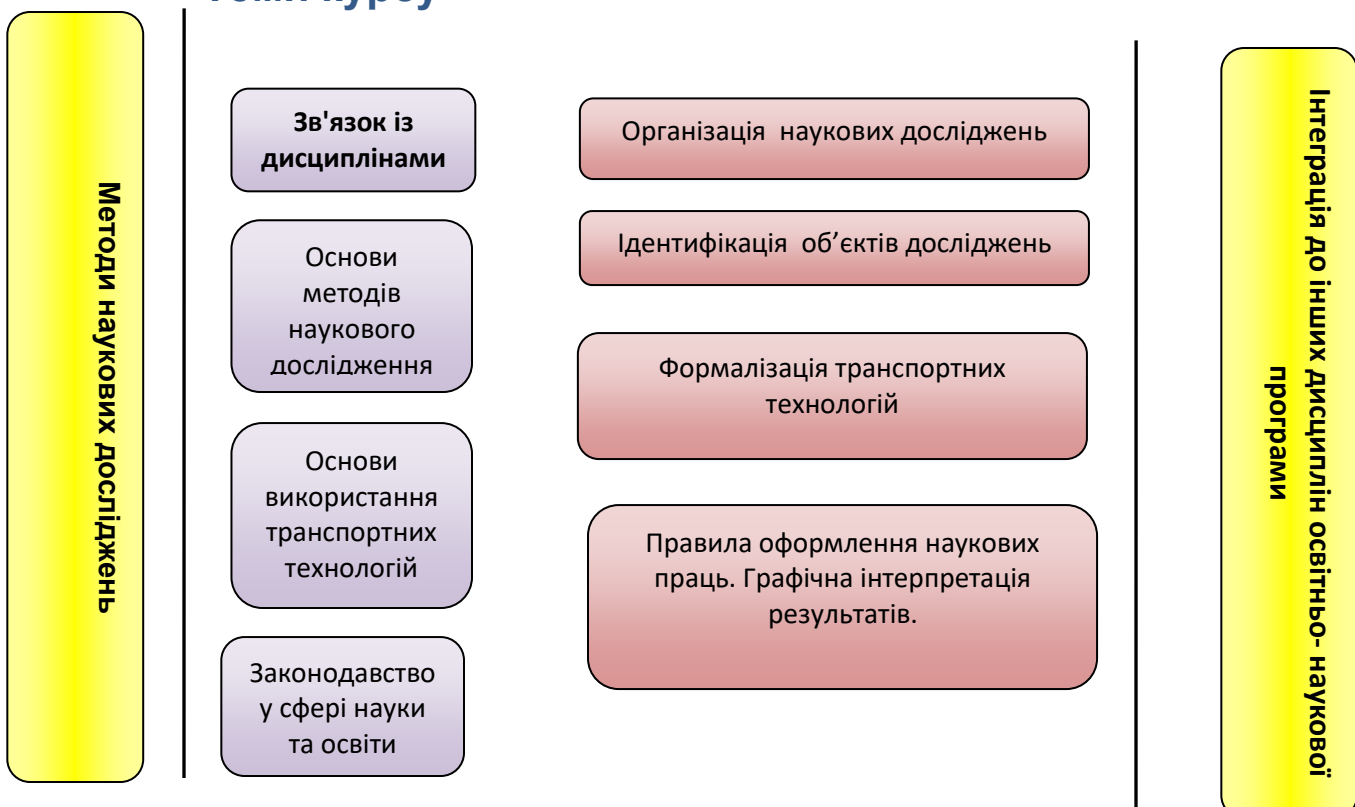 Теми курсу
Методи наукових досліджень
Зв'язок із
дисциплінами
Основи
методів
наукового
дослідження
Основи
використання
транспортних
технологій
Законодавство
у сфері науки
та освіти
Організація наукових досліджень
Ідентифікація об’єктів досліджень
Формалізація транспортних
технологій
Правила оформлення наукових
праць. Графічна інтерпретація
результатів.
Інтеграція до інших дисциплін освітньо- наукової
програми